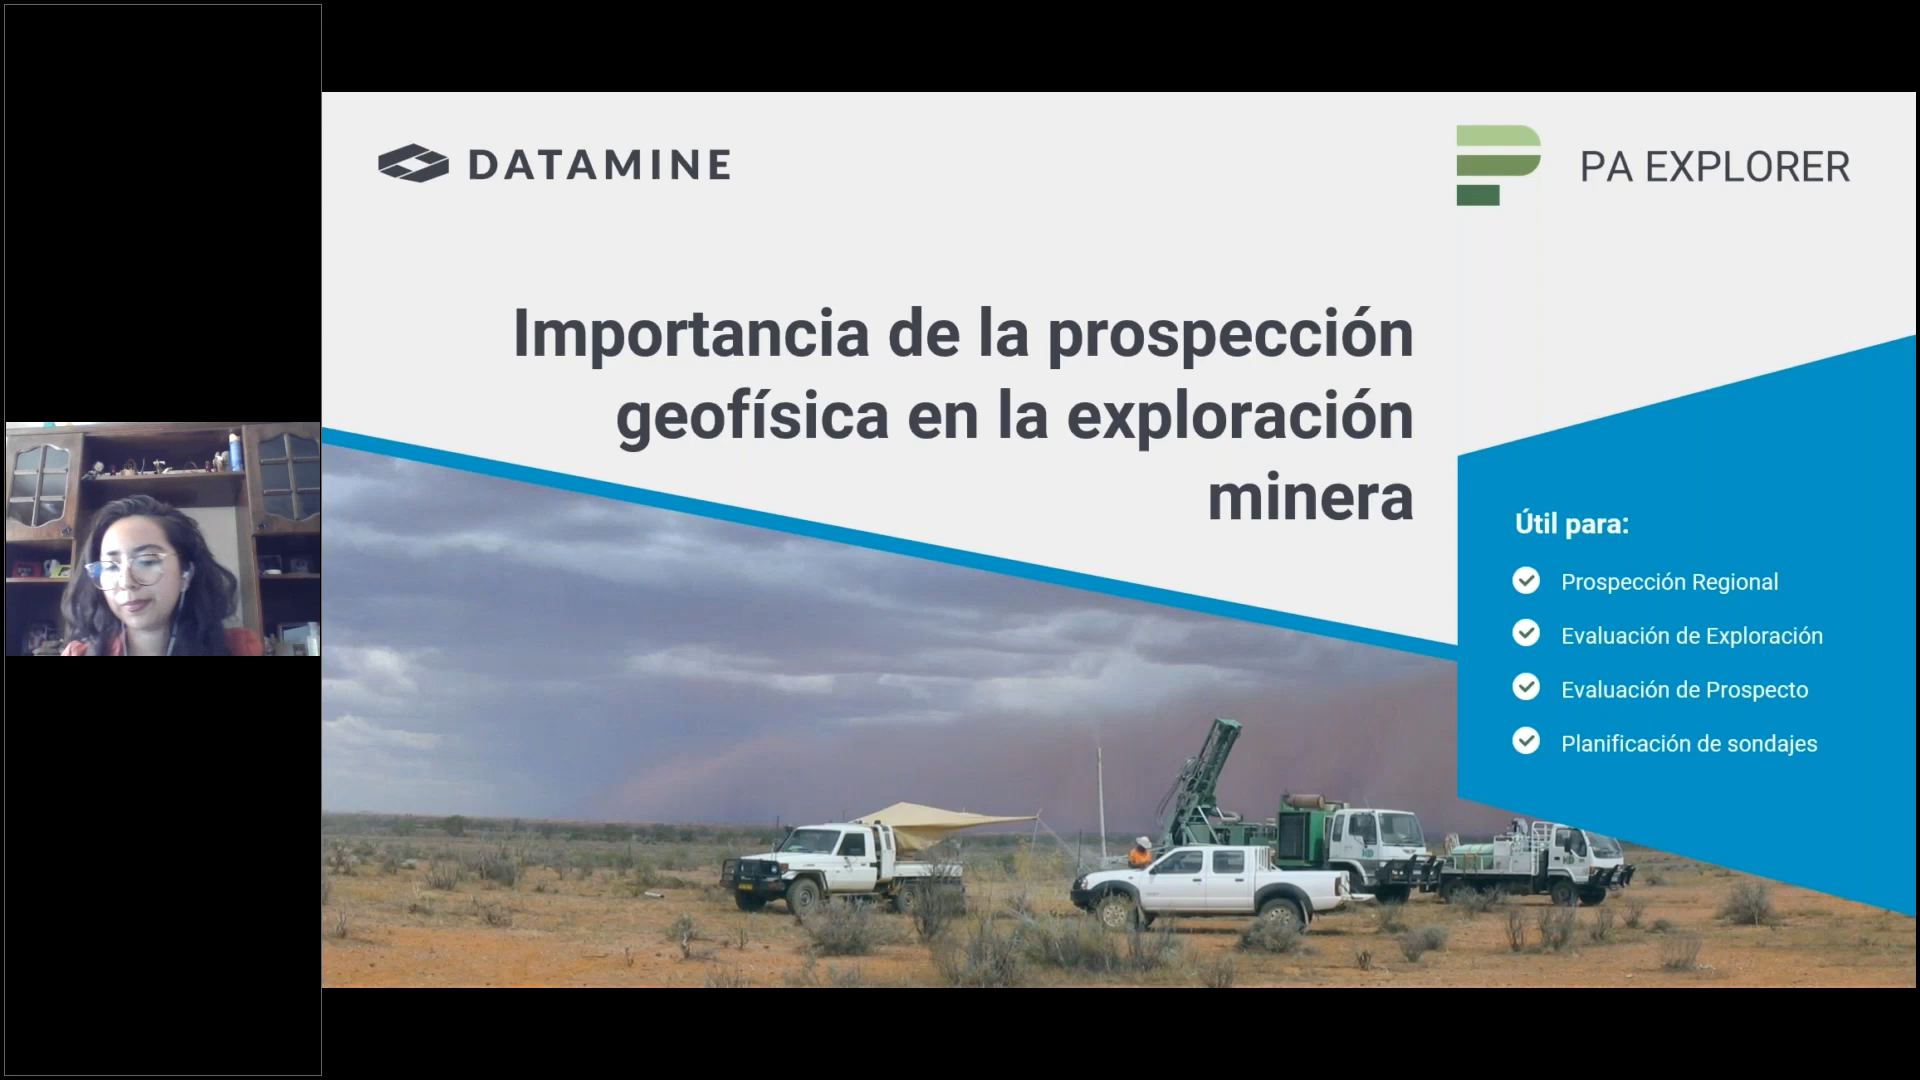 DATAMINE
PA EXPLORER
Importancia de la prospección
geofísica en la exploración
minera
Útil para:
Prospección Regional
Evaluación de Exploración
Evaluación de Prospecto
Planificación de sondajes